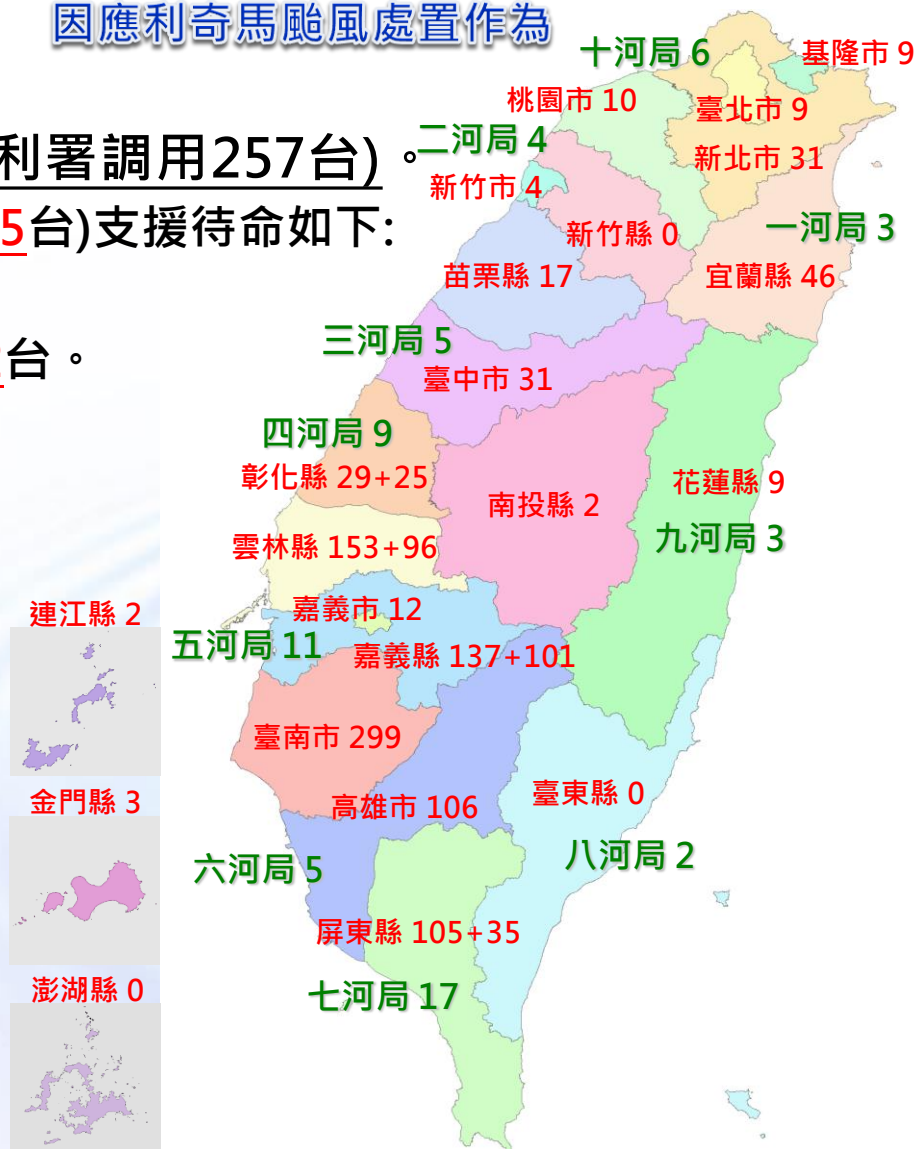 因應利奇馬颱風處置作為
利署調用257台)。
5台)支援待命如下:
台。
十河局 6
基隆市 9
桃園市 10
臺北市 9
二河局 4
新北市 31
新竹市 4
新竹縣 0
一河局 3
苗栗縣 17
宜蘭縣 46
三河局 5
臺中市 31
四河局 9
彰化縣 29+25
南投縣 2
花蓮縣 9
雲林縣 153+96
九河局 3
連江縣 2
嘉義市 12
五河局 11
嘉義縣 137+101
臺南市 299
金門縣 3
高雄市 106
臺東縣 0
六河局 5
八河局 2
屏東縣 105+35
澎湖縣 0
七河局 17